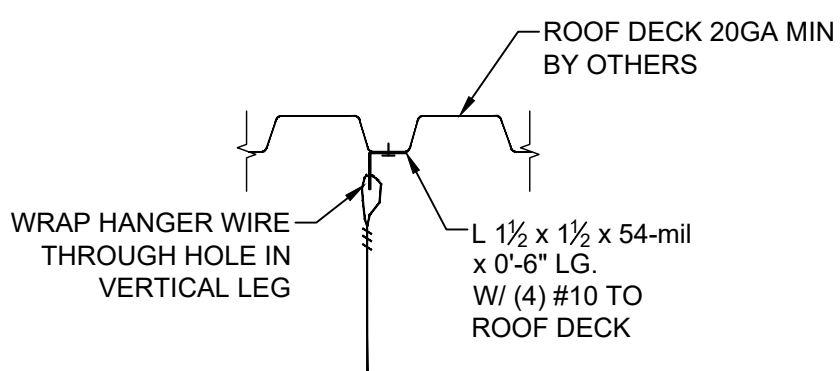 ROOF DECK 20GA MIN
BY OTHERS
WRAP HANGER WIRE
THROUGH HOLE IN
VERTICAL LEG
L 1½ x 1½ x 54-mil
x 0'-6" LG.
W/ (4) #10 TO
ROOF DECK